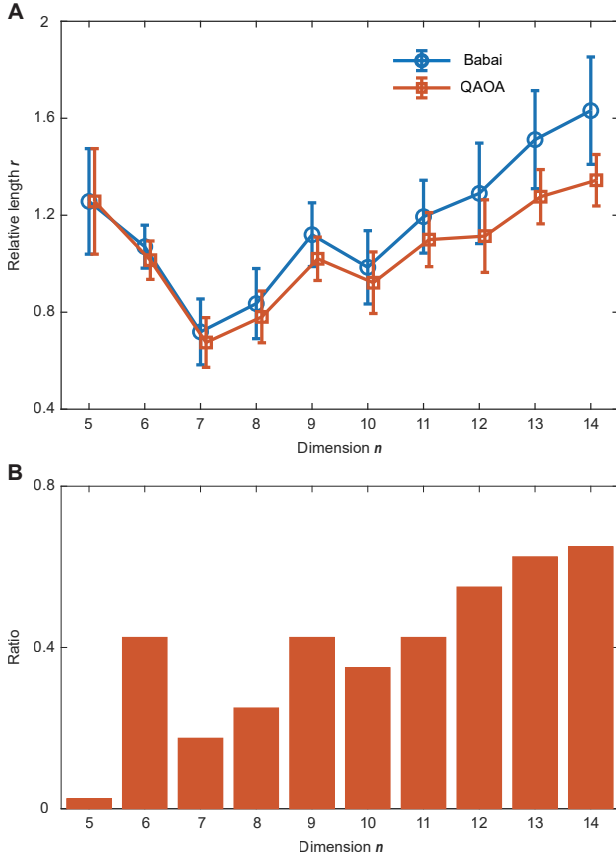 A
2
1.6
1.2
0.8
0.4
Relative length r
Babai
QAOA
5 6 7 8 9 10 11 12 13 14
Dimension n
B
0.8
0.4
0
Ratio
5 6 7 8 9 10 11 12 13 14
Dimension n